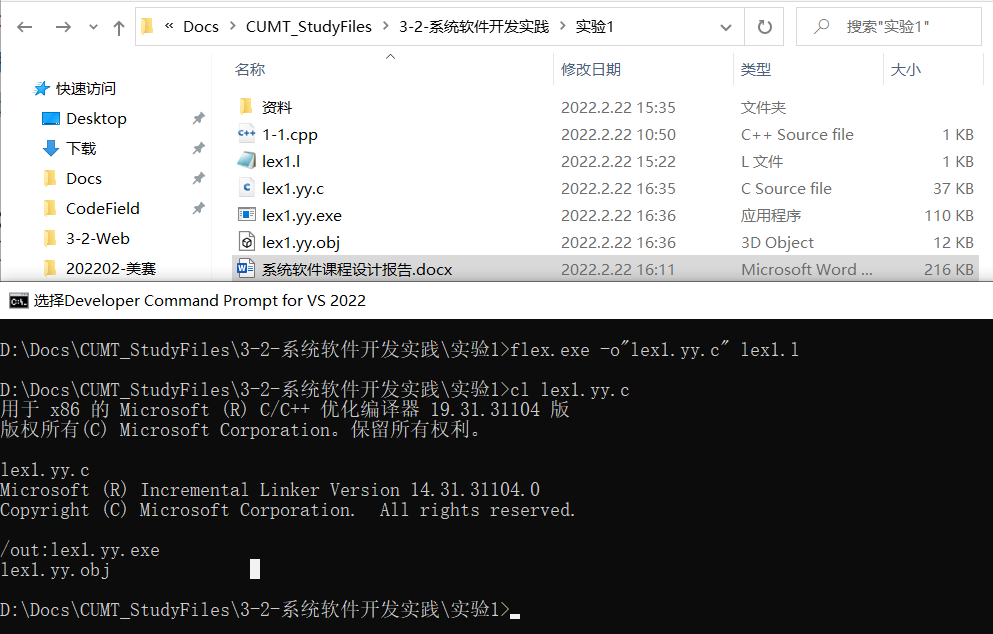 « Docs > CUMT_StudyFiles > 3-2-系统软件开发实践 > 实验1 搜索"实验1"
名称 修改日期 类型 大小
快速访问
Desktop
下载
Docs
CodeField
3-2-Web
202202-美赛
资料 2022.2.22 15:35 文件夹
1-1.cpp 2022.2.22 10:50 C++ Source file 1 KB
lex1.l 2022.2.22 15:22 L 文件 1 KB
lex1.yy.c 2022.2.22 16:35 C Source file 37 KB
lex1.yy.exe 2022.2.22 16:36 应用程序 110 KB
lex1.yy.obj 2022.2.22 16:36 3D Object 12 KB
系统软件课程设计报告.docx 2022.2.22 16:11 Microsoft Word ... 216 KB
选择Developer Command Prompt for VS 2022
D:\Docs\CUMT_StudyFiles\3-2-系统软件开发实践\实验1>flex.exe -o"lex1.yy.c" lex1.l
D:\Docs\CUMT_StudyFiles\3-2-系统软件开发实践\实验1>cl lex1.yy.c
用于 x86 的 Microsoft (R) C/C++ 优化编译器 19.31.31104 版
版权所有(C) Microsoft Corporation。保留所有权利。
lex1.yy.c
Microsoft (R) Incremental Linker Version 14.31.31104.0
Copyright (C) Microsoft Corporation.  All rights reserved.
/out:lex1.yy.exe
lex1.yy.obj
D:\Docs\CUMT_StudyFiles\3-2-系统软件开发实践\实验1>